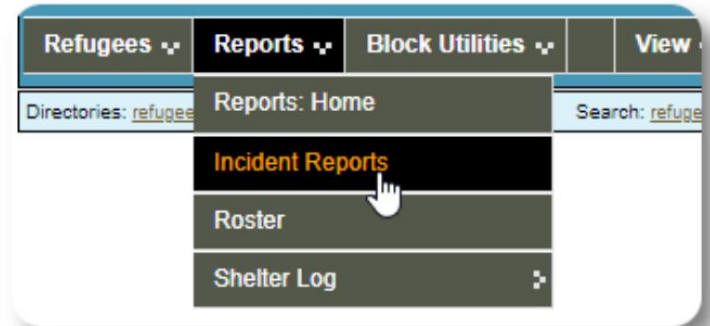 Refugees Reports Block Utilities View
Reports: Home
Directories: refugee Search: refuge
Incident Reports
Roster
Shelter Log